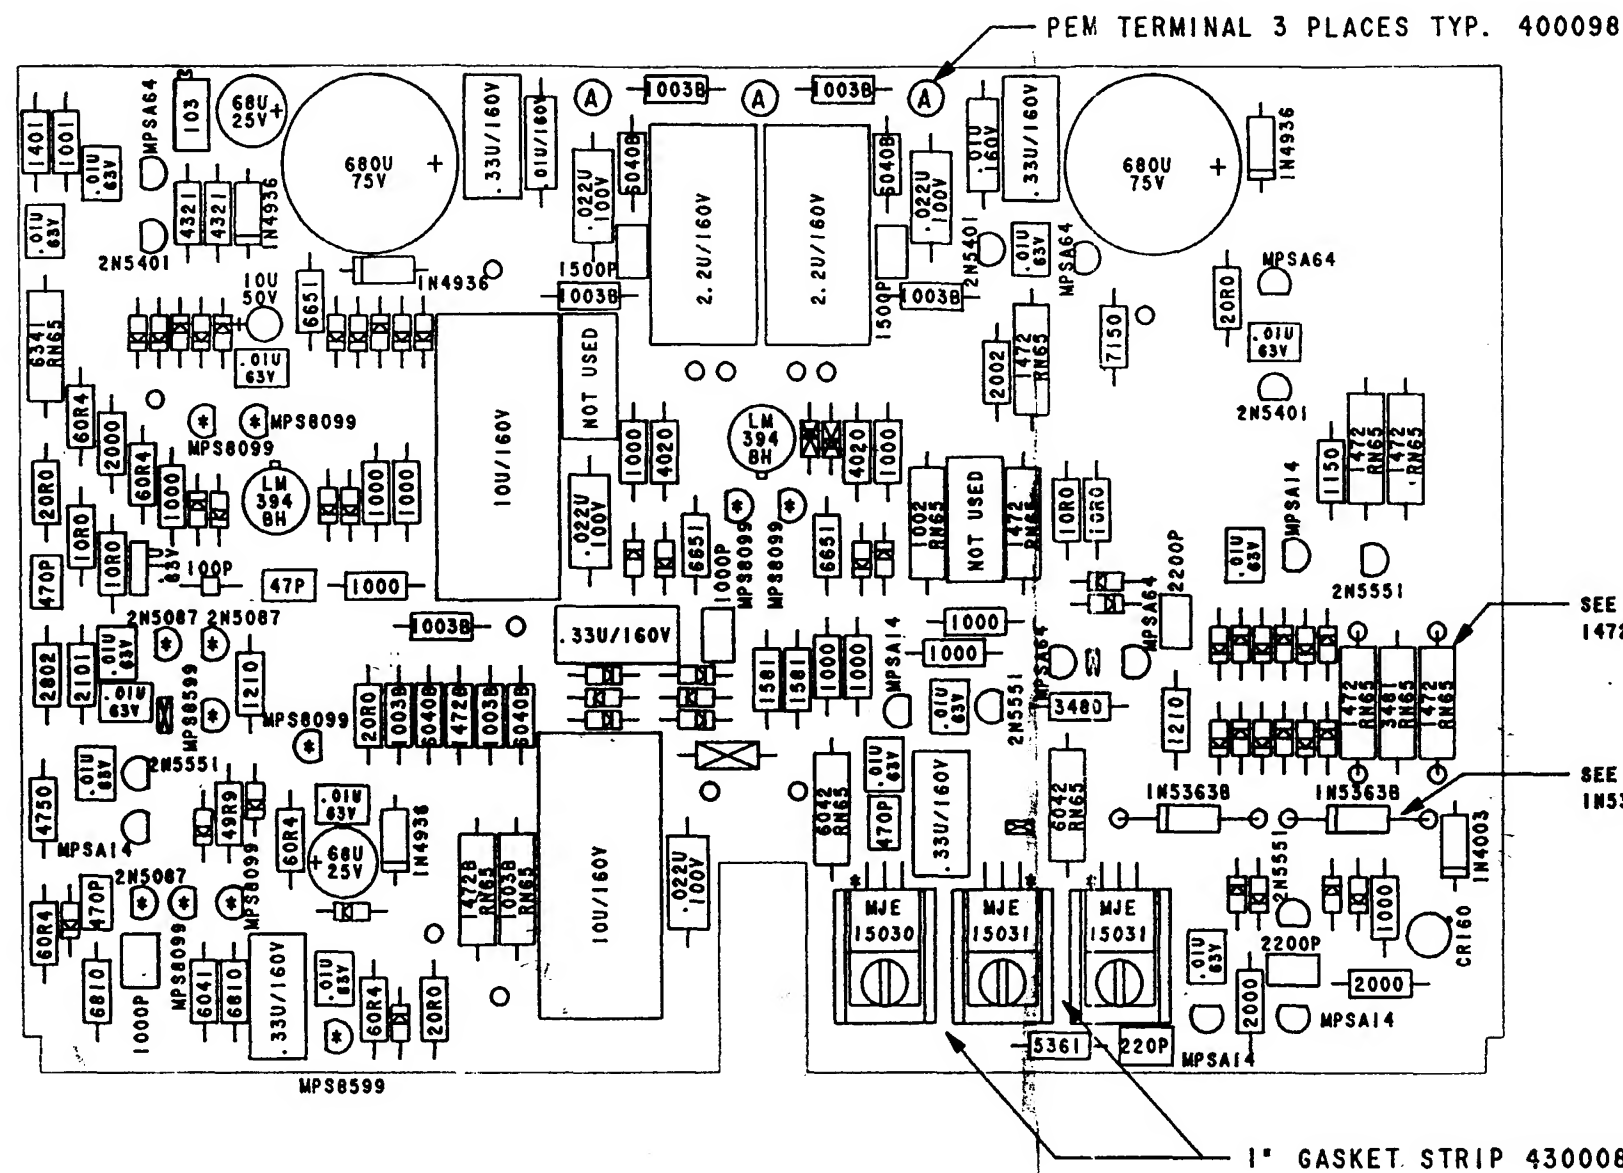 PEM TERMINAL 3 PLACES TYP. 400098
1401
1001
.01U
63V
MPSA64
103
68U
25V
+
680U
75V
+
.33U/160V
.01U/160V
A
1003B
A
1003B
A
.01U
160V
.33U/160V
680U
75V
+
1N4936
.01U
63V
2N5401
4321
4321
1N4936
.022U
100V
6040B
2.2U/160V
2.2U/160V
6040B
.022U
100V
2N5401
.01U
63V
MPSA64
MPSA64
20R0
1N4936
1500P
1003B
1500P
1003B
6341
RN65
10U
50V
+
6651
.01U
63V
10U/160V
NOT USED
2002
1472
RN65
7150
.01U
63V
2N5401
60R4
2000
60R4
MPS8099
MPS8099
1000
4020
LM
394
BH
4020
1000
1150
1472
RN65
1472
RN65
20R0
10R0
10R0
1000
LM
394
BH
1000
1000
.022U
100V
6651
1000P
MPS8099
MPS8099
6651
1002
RN65
NOT USED
1472
RN65
10R0
10R0
MPSA14
.01U
63V
2N5551
470P
63V
100P
47P
1000
2200P
MPSA64
2N5087
2N5087
1003B
.33U/160V
1000
1000
MPSA14
MPSA64
SEE
1472
2802
2101
.01U
63V
.01U
63V
MPS8599
1210
MPS8099
20R0
1003B
6040B
1472B
1003B
6040B
1581
1581
1000
1000
.01U
63V
2N5551
3480
1210
1472
RN65
3481
RN65
1472
RN65
4750
.01U
63V
2N5551
MPSA14
49R9
60R4
.01U
63V
68U
25V
+
1N4936
10U/160V
6042
RN65
.01U
63V
470P
.33U/160V
6042
RN65
1N5363B
1N5363B
SEE
1N53
1N4003
1472B
RN65
1003B
RN65
.022U
100V
2N5087
470P
60R4
MPS8099
MPS8099
MJE
15030
MJE
15031
MJE
15031
2N5551
2200P
1000
CR160
6810
1000P
6041
6810
.33U/160V
.01U
63V
60R4
20R0
.01U
63V
2000
2000
MPSA14
MPSA14
5361
220P
MPS8599
1" GASKET STRIP 430008